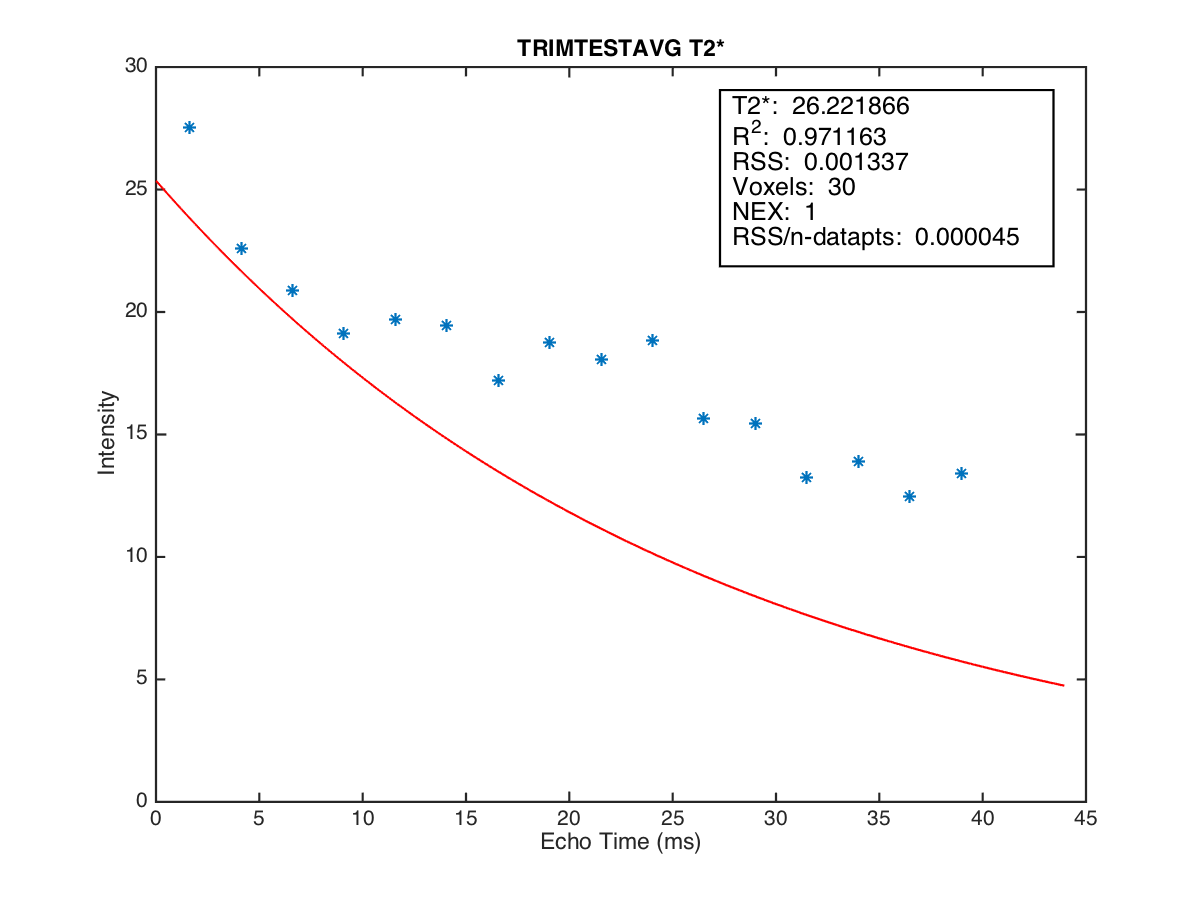 TRIMTESTAVG T2*
30
25
20
15
10
5
0
Intensity
T2*: 26.221866
R²: 0.971163
RSS: 0.001337
Voxels: 30
NEX: 1
RSS/n-datapts: 0.000045
0 5 10 15 20 25 30 35 40 45
Echo Time (ms)